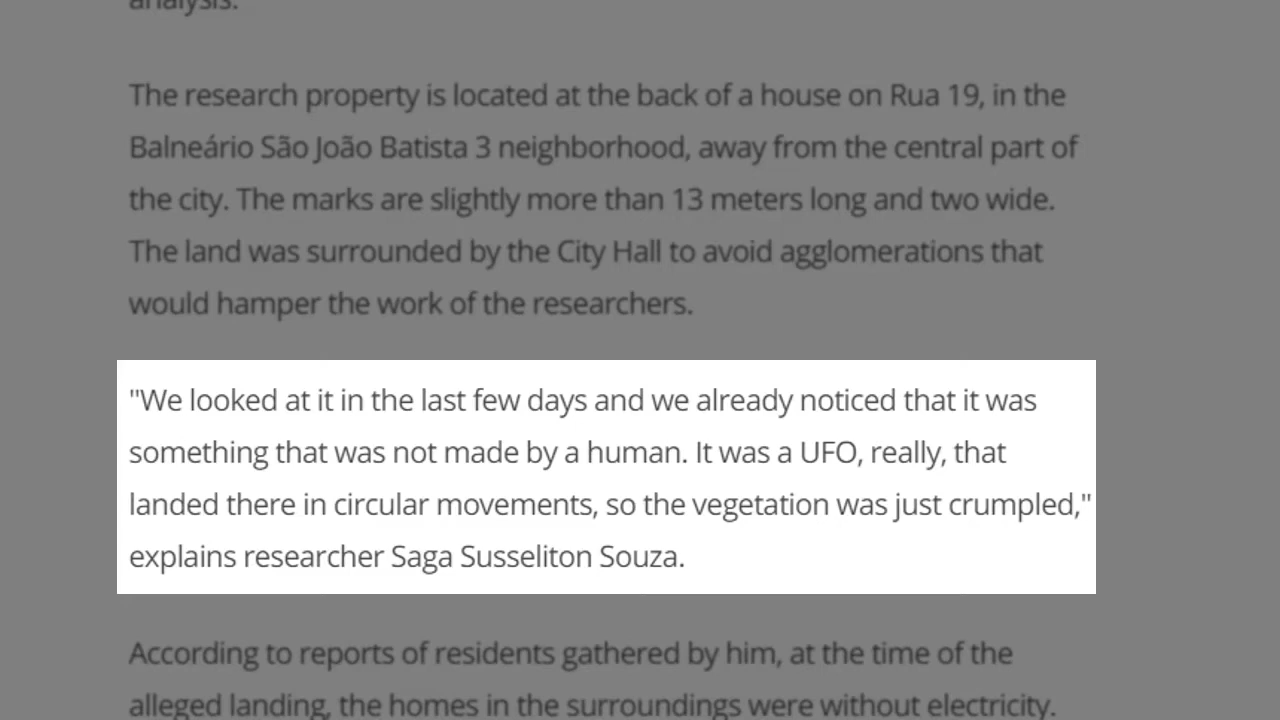 analysis.
The research property is located at the back of a house on Rua 19, in the
Balneário São João Batista 3 neighborhood, away from the central part of
the city. The marks are slightly more than 13 meters long and two wide.
The land was surrounded by the City Hall to avoid agglomerations that
would hamper the work of the researchers.
"We looked at it in the last few days and we already noticed that it was
something that was not made by a human. It was a UFO, really, that
landed there in circular movements, so the vegetation was just crumpled,"
explains researcher Saga Susseliton Souza.
According to reports of residents gathered by him, at the time of the
alleged landing, the homes in the surroundings were without electricity.